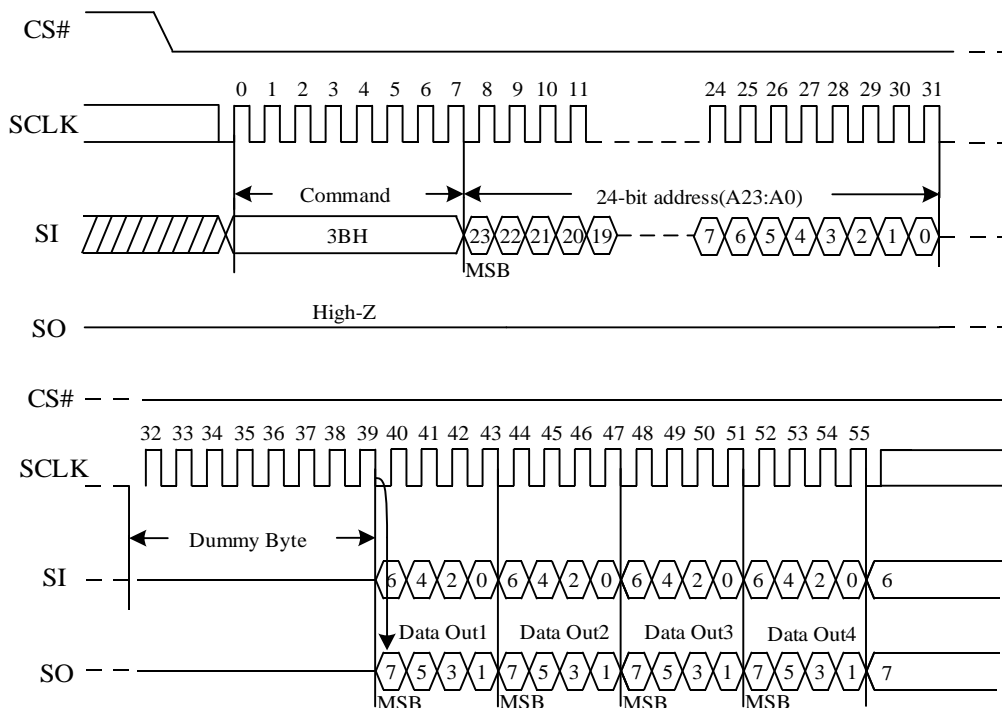 CS#
0 1 2 3 4 5 6 7 8 9 10 11 24 25 26 27 28 29 30 31
SCLK
Command 24-bit address(A23:A0)
SI 3BH 23 22 21 20 19 7 6 5 4 3 2 1 0
MSB
High-Z
SO
CS#
32 33 34 35 36 37 38 39 40 41 42 43 44 45 46 47 48 49 50 51 52 53 54 55
SCLK
Dummy Byte
SI 6 4 2 0 6 4 2 0 6 4 2 0 6 4 2 0 6
Data Out1 Data Out2 Data Out3 Data Out4
SO 7 5 3 1 7 5 3 1 7 5 3 1 7 5 3 1 7
MSB MSB MSB MSB